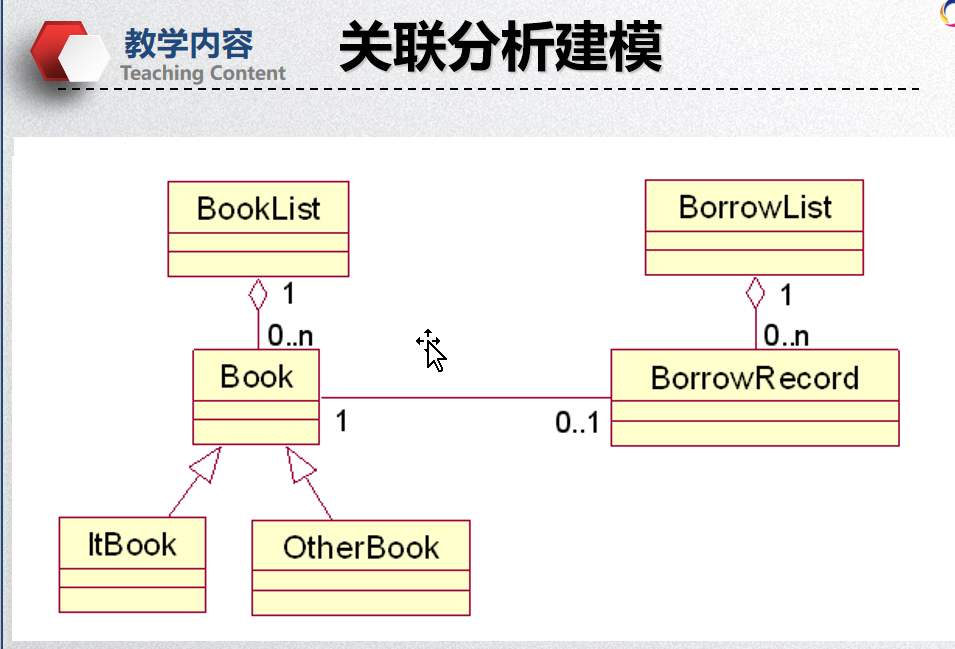 教学内容
Teaching Content
关联分析建模
BookList
BorrowList
1
1
0..n
0..n
Book
BorrowRecord
1
0..1
ItBook
OtherBook